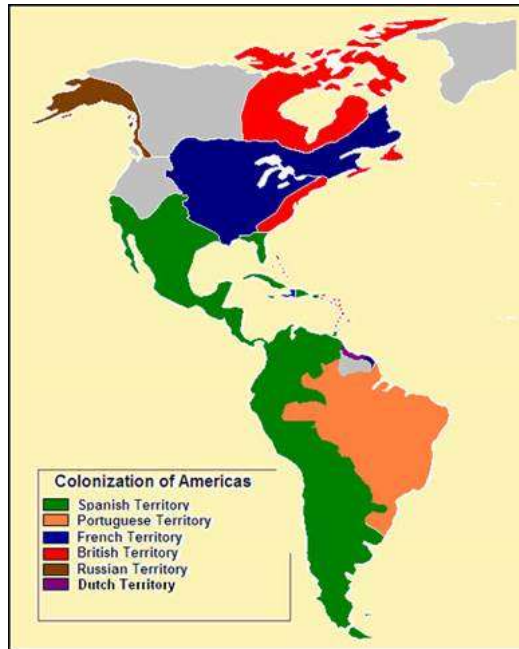 Colonization of Americas
Spanish Territory
Portuguese Territory
French Territory
British Territory
Russian Territory
Dutch Territory